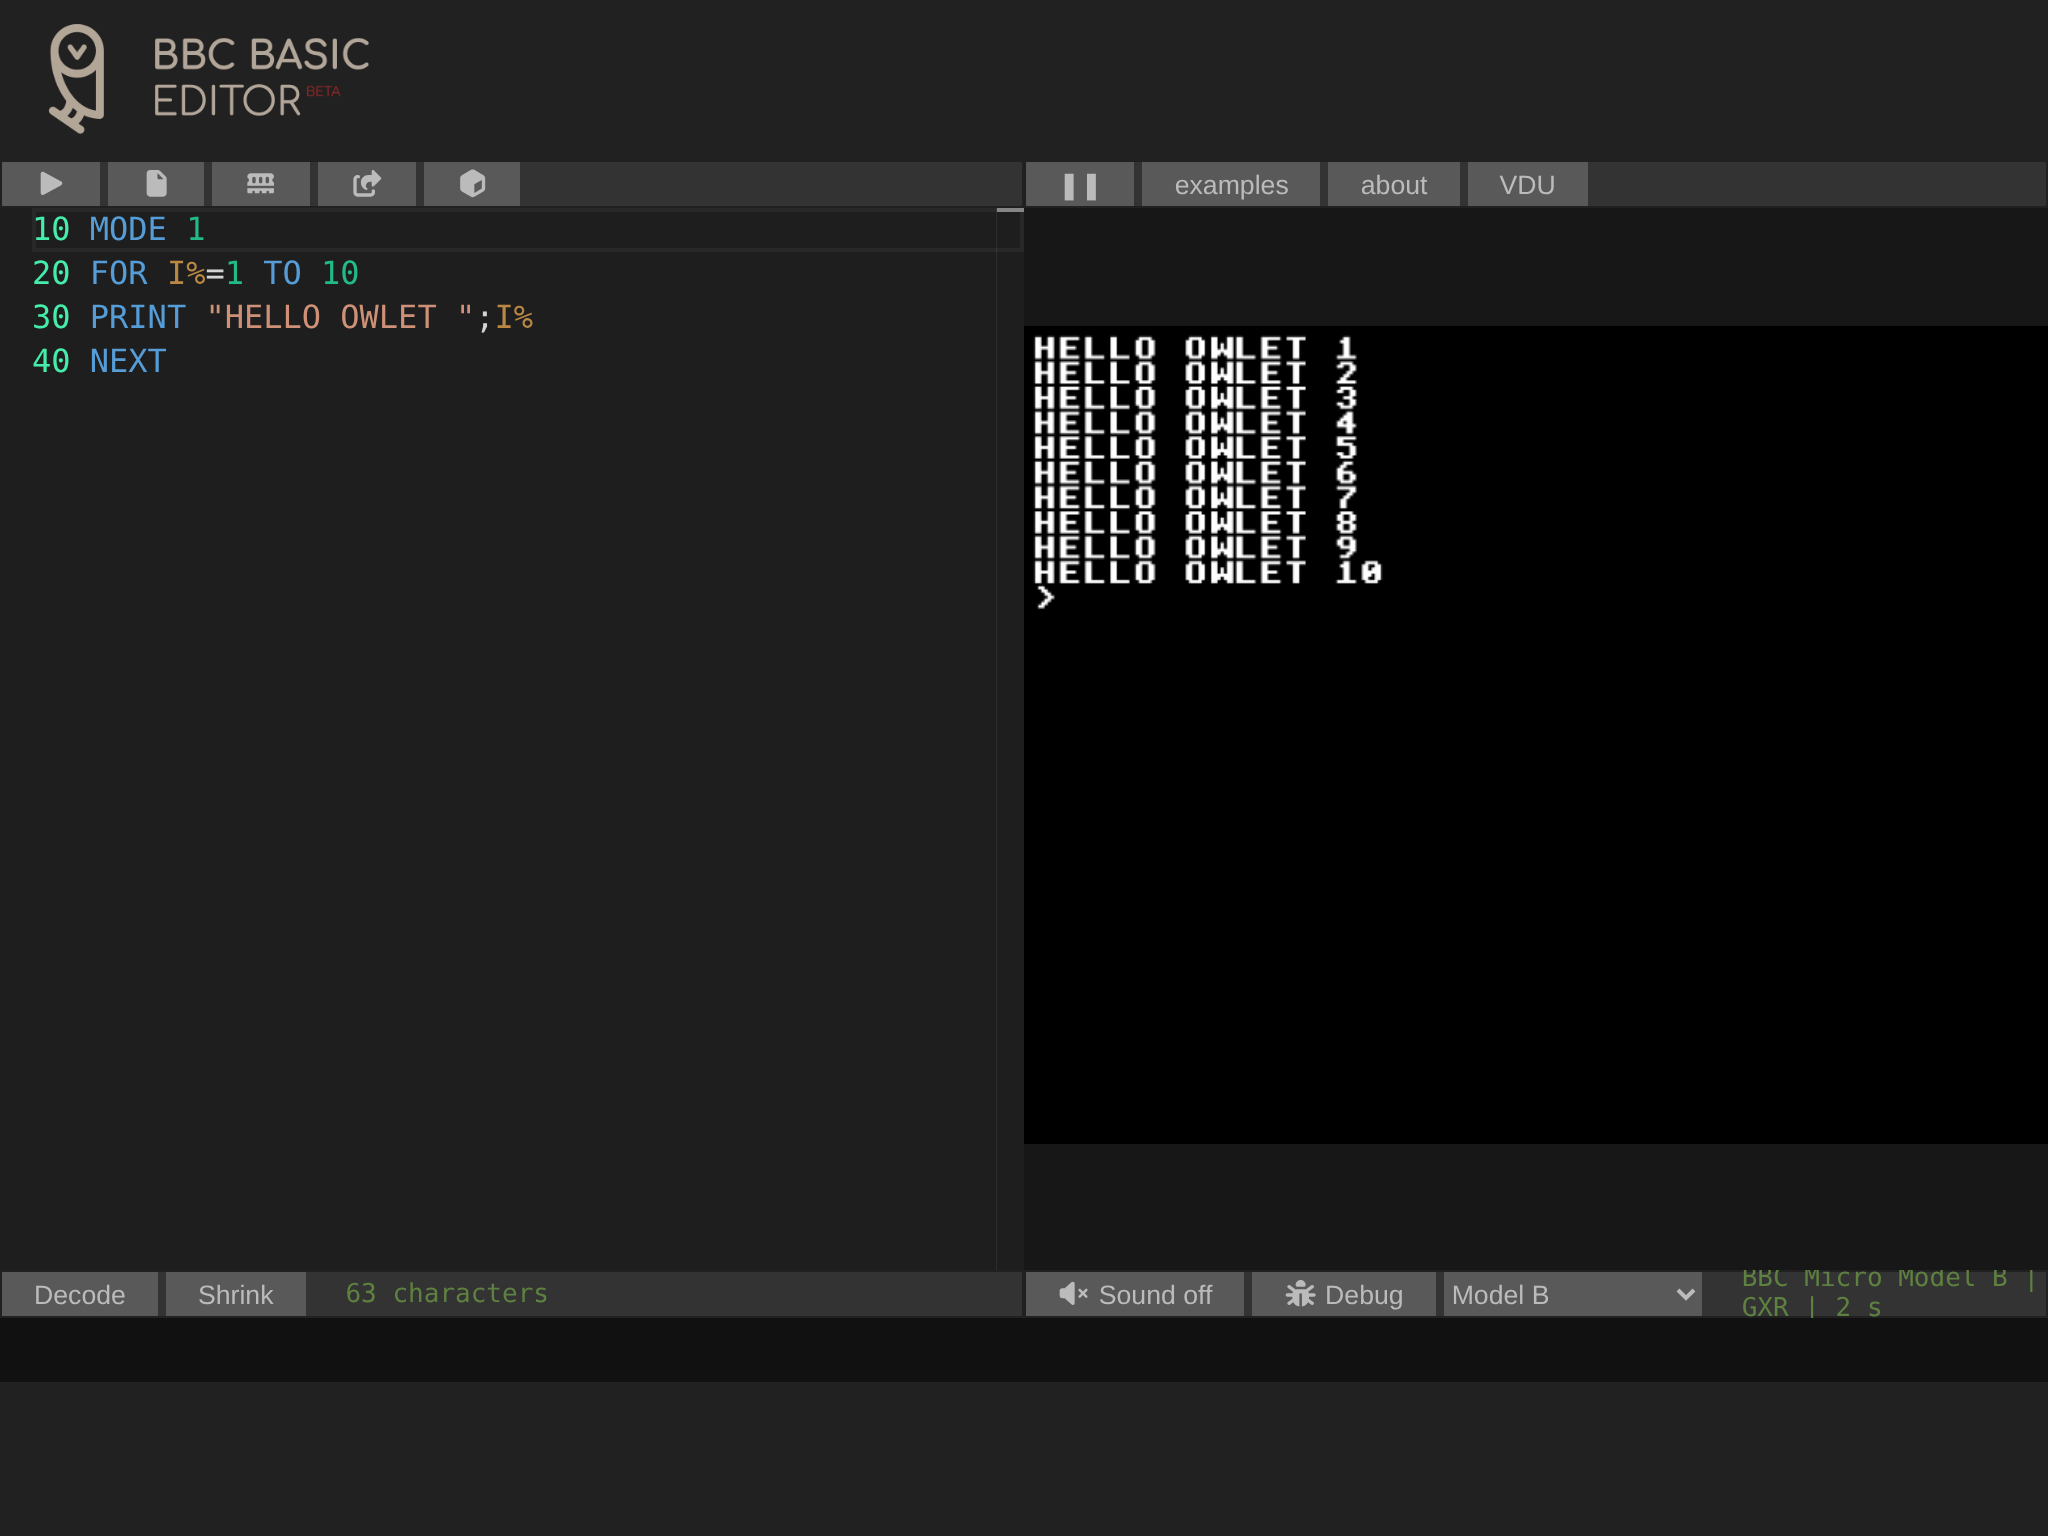 BBC BASIC
EDITOR BETA
examples
about
VDU
10 MODE 1
20 FOR I%=1 TO 10
30 PRINT "HELLO OWLET ";I%
40 NEXT
HELLO OWLET 1
HELLO OWLET 2
HELLO OWLET 3
HELLO OWLET 4
HELLO OWLET 5
HELLO OWLET 6
HELLO OWLET 7
HELLO OWLET 8
HELLO OWLET 9
HELLO OWLET 10
>
Decode
Shrink
63 characters
Sound off
Debug
Model B
BBC Micro Model B |
GXR | 2 s